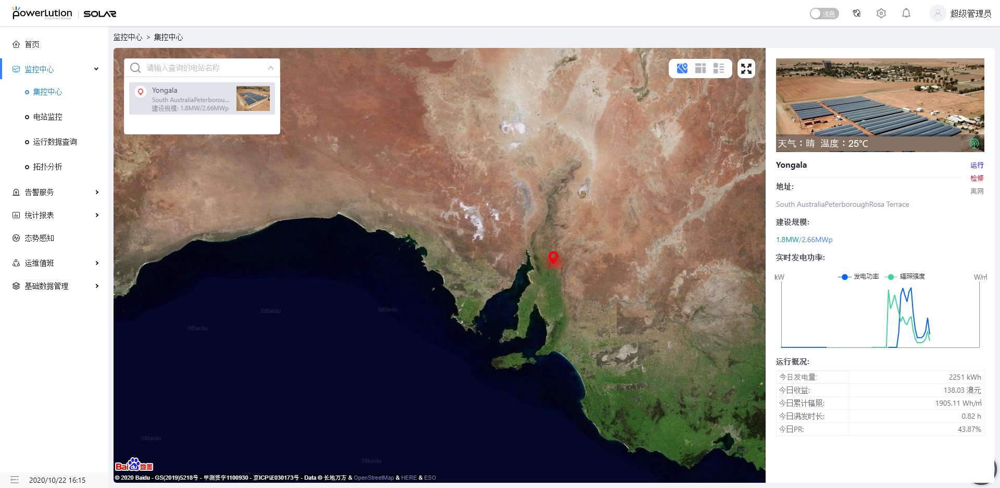 powerLution
SOLAR
浅色
超级管理员
首页
监控中心
集控中心
电站监控
运行数据查询
拓扑分析
告警服务
统计报表
态势感知
运维值班
基础数据管理
2020/10/22 16:15
监控中心 > 集控中心
请输入查询的电站名称
Yongala
South AustraliaPeterborou...
建设规模: 1.8MW/2.66MWp
©Baidu
©Baidu
©Baidu
©Baidu
©Baidu
©Baidu
Bai du 地图
© 2020 Baidu - GS(2019)5218号 - 甲测资字1100930 - 京ICP证030173号 - Data © 长地万方 & OpenStreetMap & HERE & ESO
天气：晴 温度：25℃
Yongala
运行
检修
离网
地址:
South AustraliaPeterboroughRosa Terrace
建设规模:
1.8MW/2.66MWp
实时发电功率:
kW
发电功率
辐照强度
W/㎡
运行概况:
今日发电量: 2251 kWh
今日收益: 138.03 澳元
今日累计辐照: 1905.11 Wh/㎡
今日满发时长: 0.82 h
今日PR: 43.87%